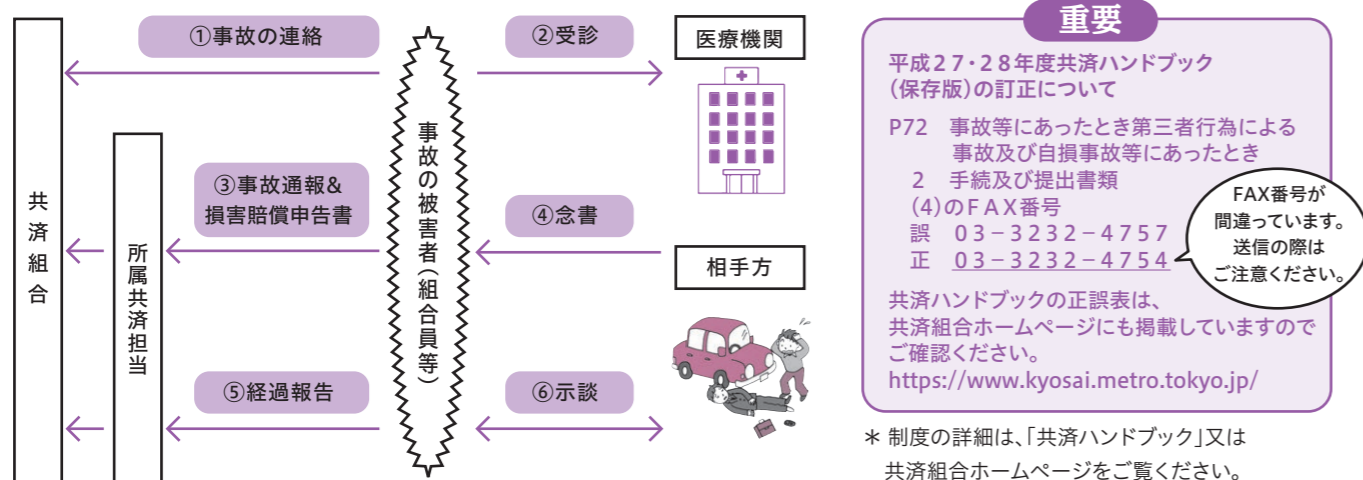 ①事故の連絡
②受診
医療機関
共済組合
所属共済担当
③事故通報&
損害賠償申告書
事故の被害者(組合員等)
④念書
相手方
⑤経過報告
⑥示談
重要
平成27・28年度共済ハンドブック
(保存版)の訂正について
P72 事故等にあったとき第三者行為による
事故及び自損事故等にあったとき
2 手続及び提出書類
(4)のFAX番号
誤 03−3232−4757
正 03−3232−4754
FAX番号が
間違っています。
送信の際は
ご注意ください。
共済ハンドブックの正誤表は、
共済組合ホームページにも掲載していますので
ご確認ください。
https://www.kyosai.metro.tokyo.jp/
＊ 制度の詳細は、「共済ハンドブック」又は
共済組合ホームページをご覧ください。